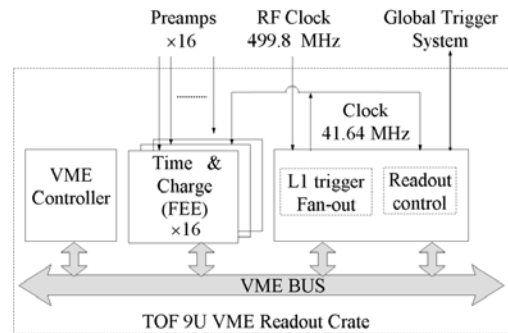 Preamps
×16
RF Clock
499.8 MHz
Global Trigger
System
Clock
41.64 MHz
VME
Controller
Time &
Charge
(FEE)
×16
L1 trigger
Fan-out
Readout
control
VME BUS
TOF 9U VME Readout Crate